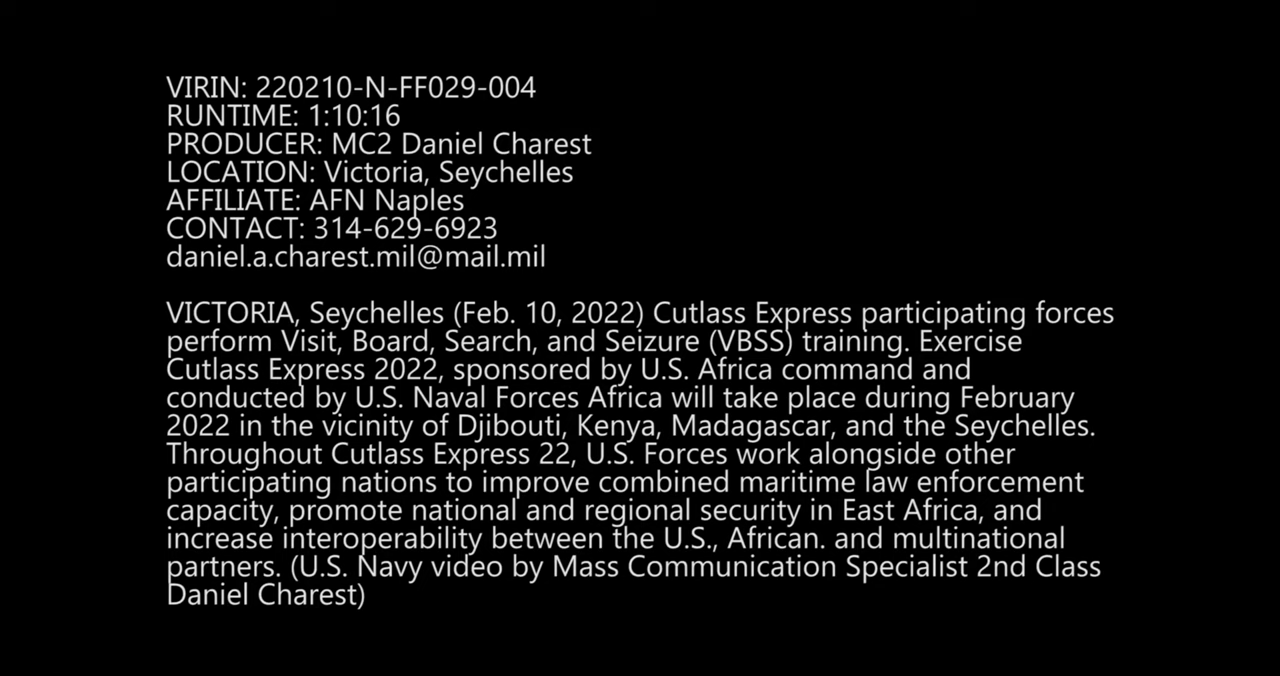 VIRIN: 220210-N-FF029-004
RUNTIME: 1:10:16
PRODUCER: MC2 Daniel Charest
LOCATION: Victoria, Seychelles
AFFILIATE: AFN Naples
CONTACT: 314-629-6923
daniel.a.charest.mil@mail.mil
VICTORIA, Seychelles (Feb. 10, 2022) Cutlass Express participating forces
perform Visit, Board, Search, and Seizure (VBSS) training. Exercise
Cutlass Express 2022, sponsored by U.S. Africa command and
conducted by U.S. Naval Forces Africa will take place during February
2022 in the vicinity of Djibouti, Kenya, Madagascar, and the Seychelles.
Throughout Cutlass Express 22, U.S. Forces work alongside other
participating nations to improve combined maritime law enforcement
capacity, promote national and regional security in East Africa, and
increase interoperability between the U.S., African. and multinational
partners. (U.S. Navy video by Mass Communication Specialist 2nd Class
Daniel Charest)